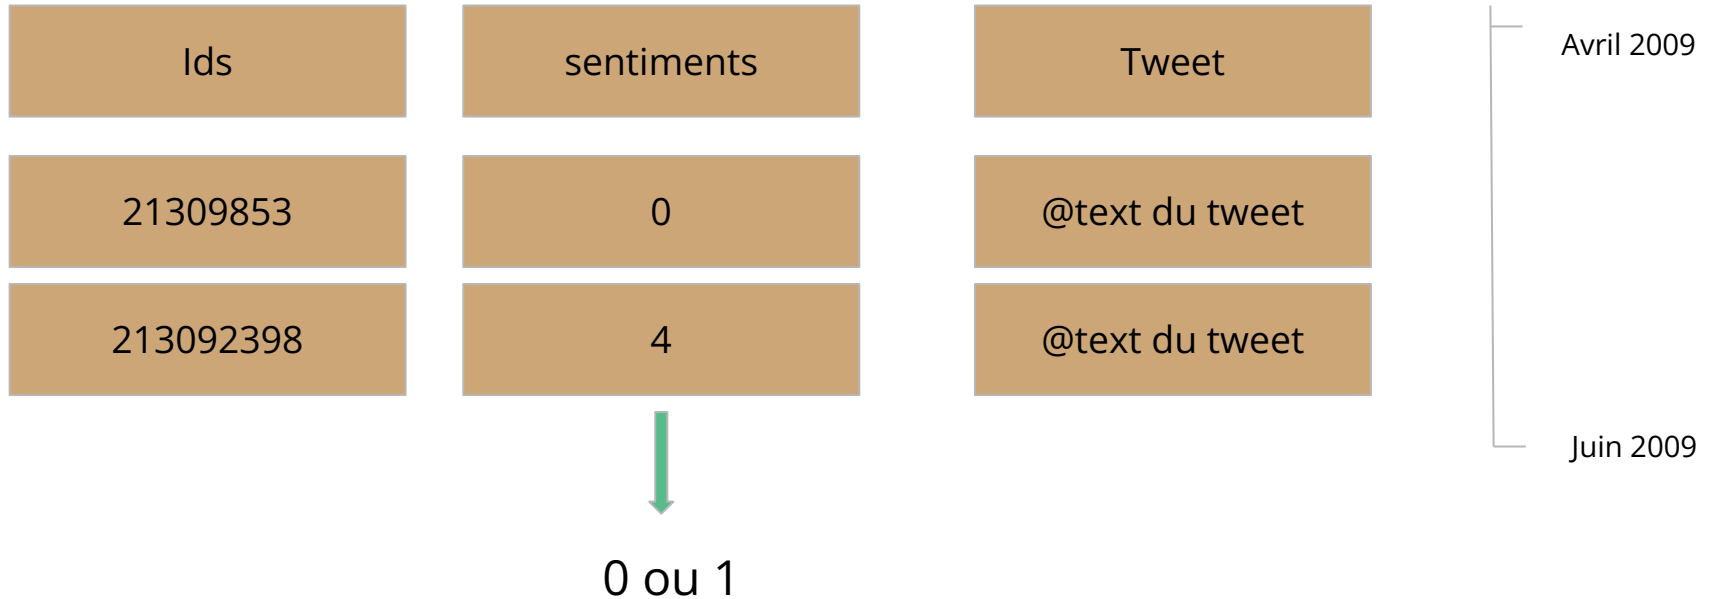 Ids
sentiments
Tweet
Avril 2009
21309853
0
@text du tweet
213092398
4
@text du tweet
Juin 2009
0 ou 1